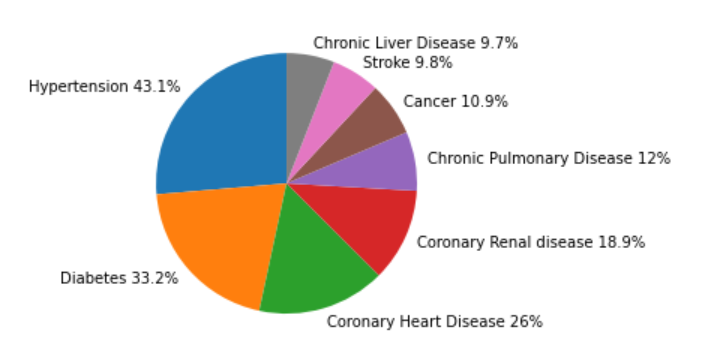 Chronic Liver Disease 9.7%
Stroke 9.8%
Hypertension 43.1%
Cancer 10.9%
Chronic Pulmonary Disease 12%
Coronary Renal disease 18.9%
Diabetes 33.2%
Coronary Heart Disease 26%